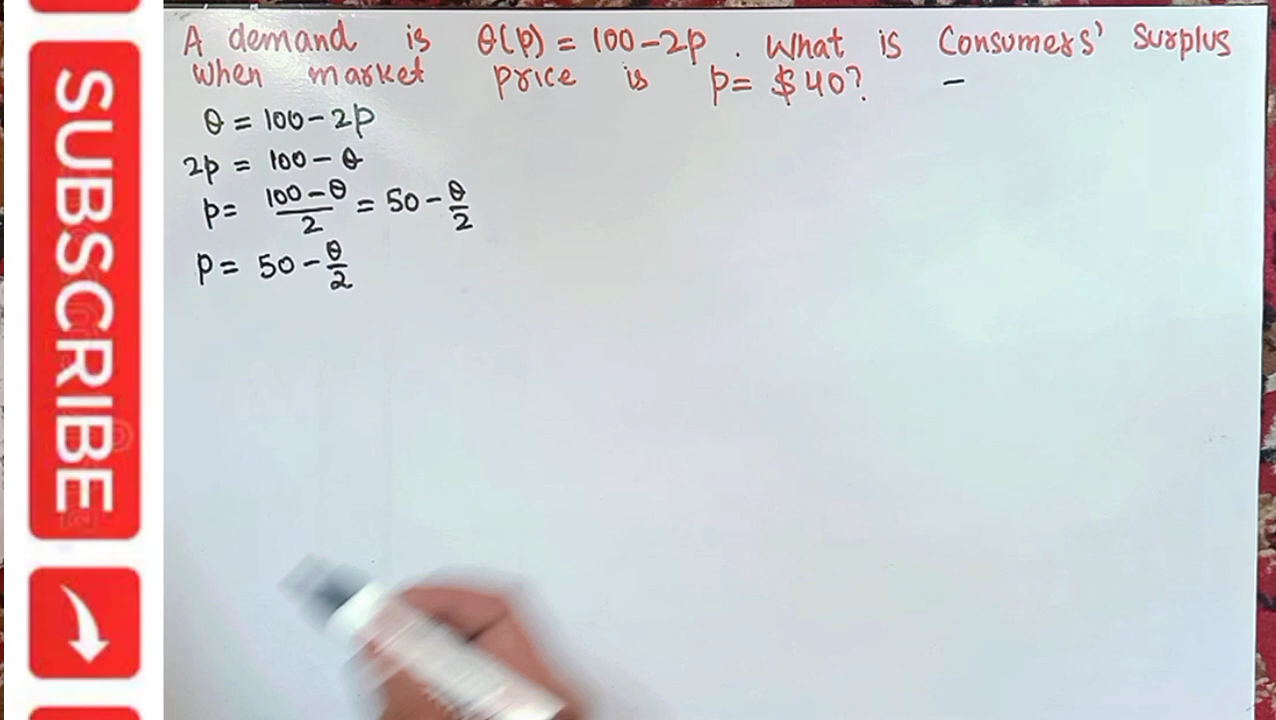 SUBSCRIBE
A demand is θ(p) = 100-2p. What is Consumers' Surplus
when market price is p= $40?
θ = 100-2p
2p = 100-θ
p= 100-θ/2 = 50-θ/2
p= 50-θ/2